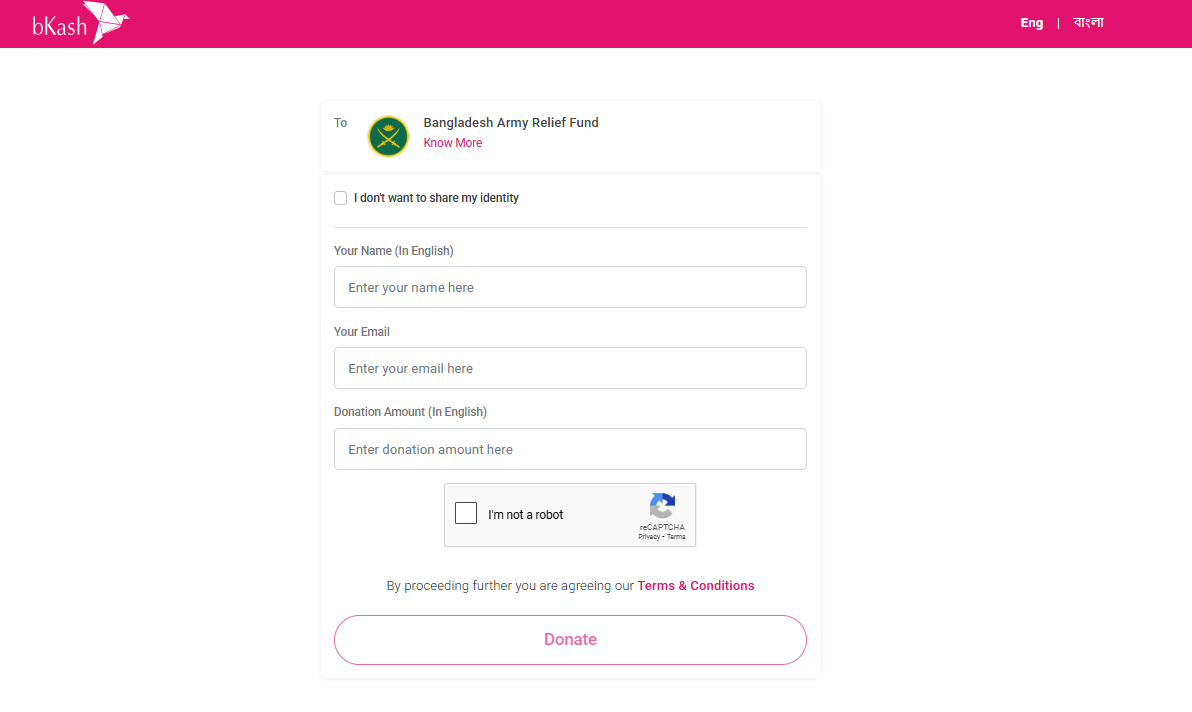 bKash
Eng | বাংলা
To
Bangladesh Army Relief Fund
Know More
I don't want to share my identity
Your Name (In English)
Enter your name here
Your Email
Enter your email here
Donation Amount (In English)
Enter donation amount here
I'm not a robot
reCAPTCHA
Privacy - Terms
By proceeding further you are agreeing our Terms & Conditions
Donate